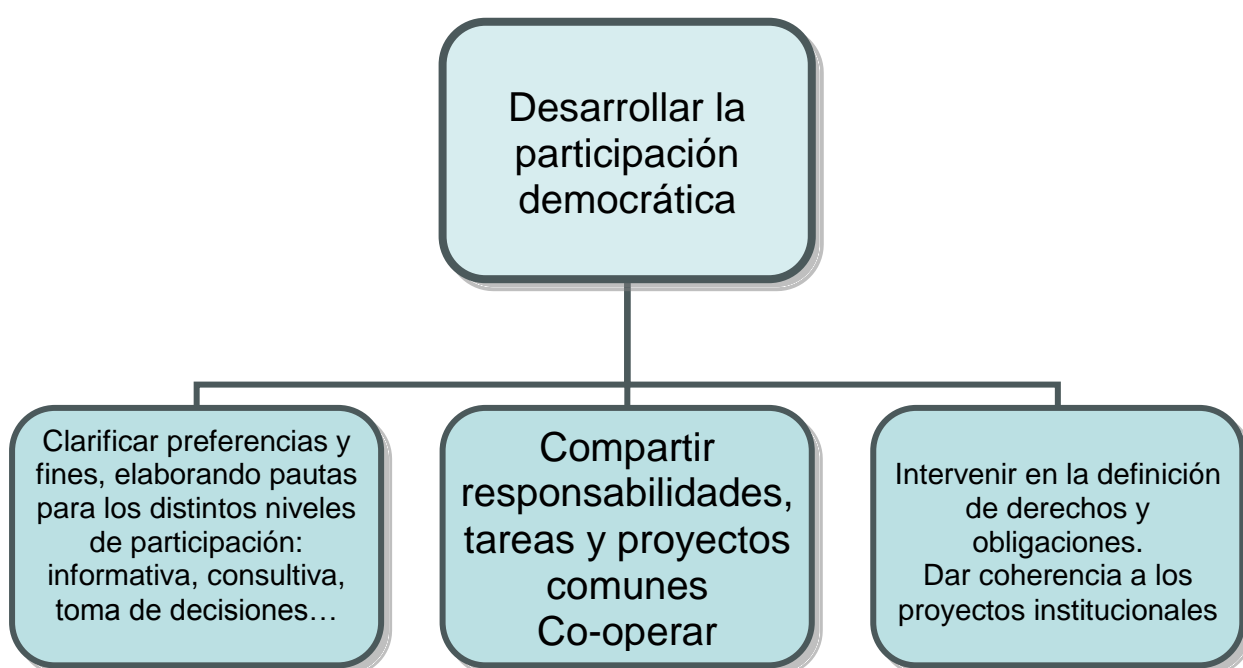 Desarrollar la
participación
democrática
Clarificar preferencias y
fines, elaborando pautas
para los distintos niveles
de participación:
informativa, consultiva,
toma de decisiones…
Compartir
responsabilidades,
tareas y proyectos
comunes
Co-operar
Intervenir en la definición
de derechos y
obligaciones.
Dar coherencia a los
proyectos institucionales